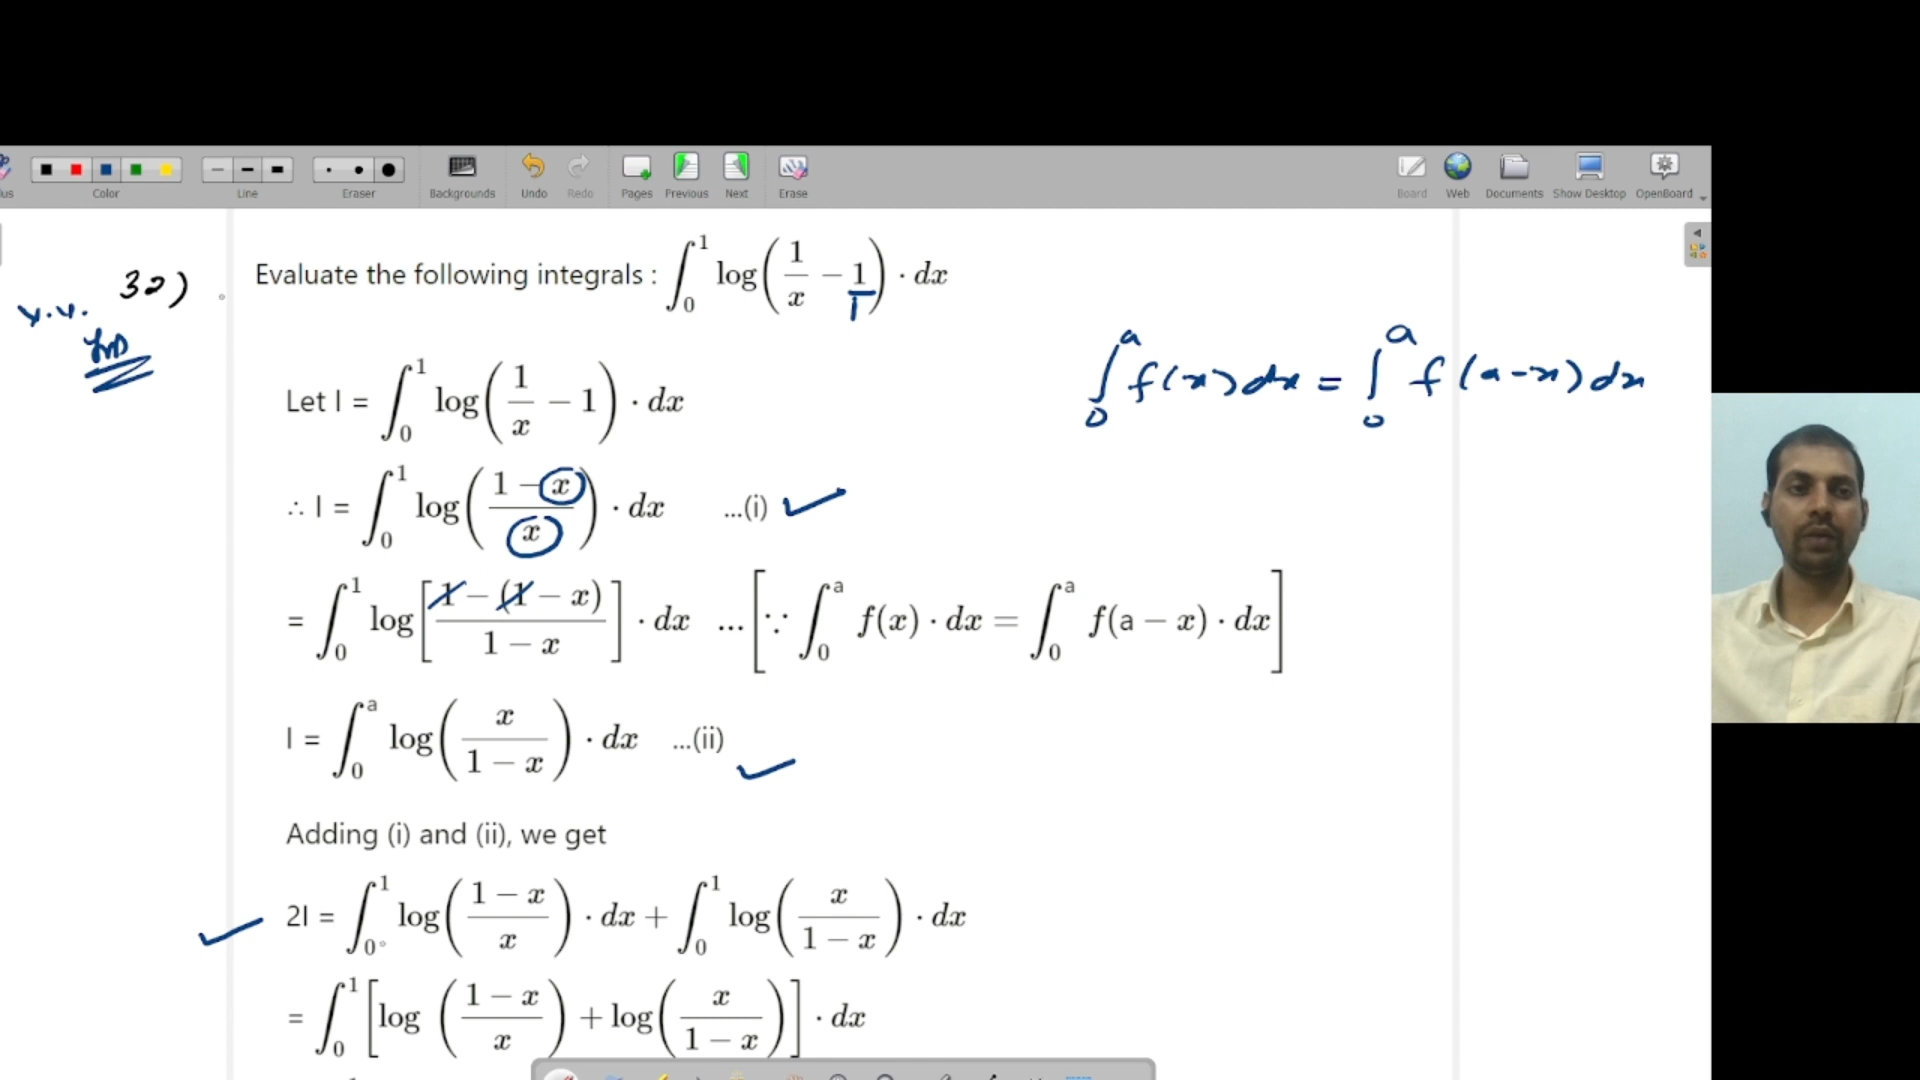 Color Line Eraser Backgrounds Undo Redo Pages Previous Next Erase Board Web Documents Show Desktop OpenBoard
32) Evaluate the following integrals : ∫₀¹ log(1/x − 1) · dx
1
Let I = ∫₀¹ log(1/x − 1) · dx
∫₀ᵃ f(x)dx = ∫₀ᵃ f(a-x)dx
∴ I = ∫₀¹ log((1 − x)/x) · dx ...(i)
= ∫₀¹ log[(1 − (1 − x))/(1 − x)] · dx ...[∵ ∫₀ᵃ f(x) · dx = ∫₀ᵃ f(a − x) · dx]
I = ∫₀ᵃ log(x/(1 − x)) · dx ...(ii)
Adding (i) and (ii), we get
2I = ∫₀¹ log((1 − x)/x) · dx + ∫₀¹ log(x/(1 − x)) · dx
= ∫₀¹ [log ((1 − x)/x) + log(x/(1 − x))] · dx